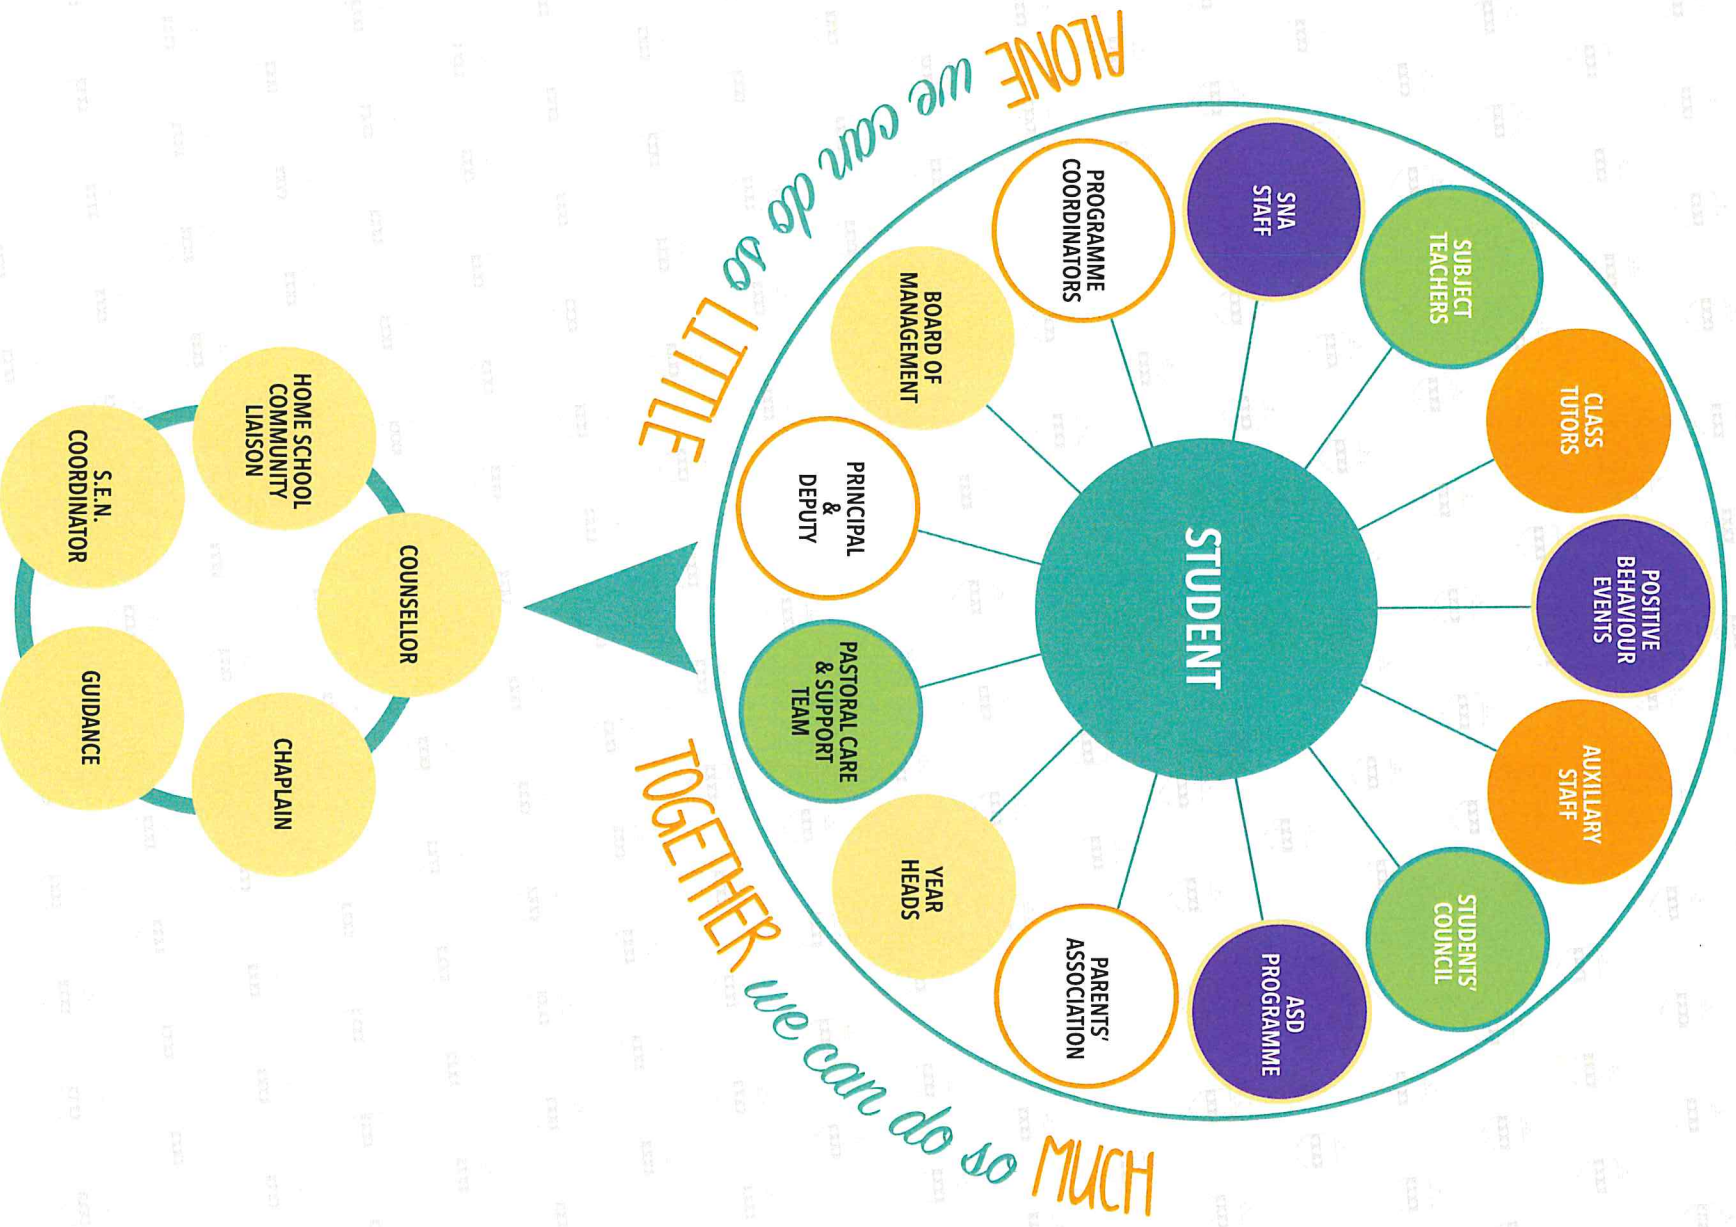 POSITIVE
BEHAVIOUR
EVENTS
CLASS
TUTORS
AUXILLARY
STAFF
SUBJECT
TEACHERS
STUDENTS'
COUNCIL
SNA
STAFF
ASD
PROGRAMME
STUDENT
PROGRAMME
COORDINATORS
PARENTS'
ASSOCIATION
BOARD OF
MANAGEMENT
YEAR
HEADS
PRINCIPAL
&
DEPUTY
PASTORAL CARE
& SUPPORT
TEAM
ALONE we can do so LITTLE
TOGETHER we can do so MUCH
COUNSELLOR
HOME SCHOOL
COMMUNITY
LIAISON
CHAPLAIN
S.E.N.
COORDINATOR
GUIDANCE